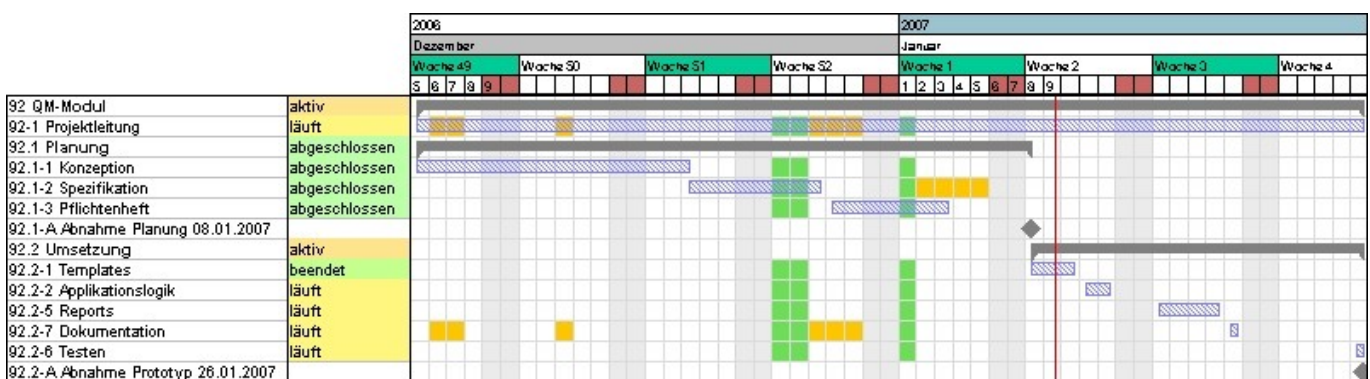 2006 2007
Dezember Januar
Woche 49 Woche 50 Woche 51 Woche 52 Woche 1 Woche 2 Woche 3 Woche 4
5 6 7 8 9 1 2 3 4 5 6 7 8 9
92 QM-Modul aktiv
92-1 Projektleitung läuft
92.1 Planung abgeschlossen
92.1-1 Konzeption abgeschlossen
92.1-2 Spezifikation abgeschlossen
92.1-3 Pflichtenheft abgeschlossen
92.1-A Abnahme Planung 08.01.2007
92.2 Umsetzung aktiv
92.2-1 Templates beendet
92.2-2 Applikationslogik läuft
92.2-5 Reports läuft
92.2-7 Dokumentation läuft
92.2-6 Testen läuft
92.2-A Abnahme Prototyp 26.01.2007